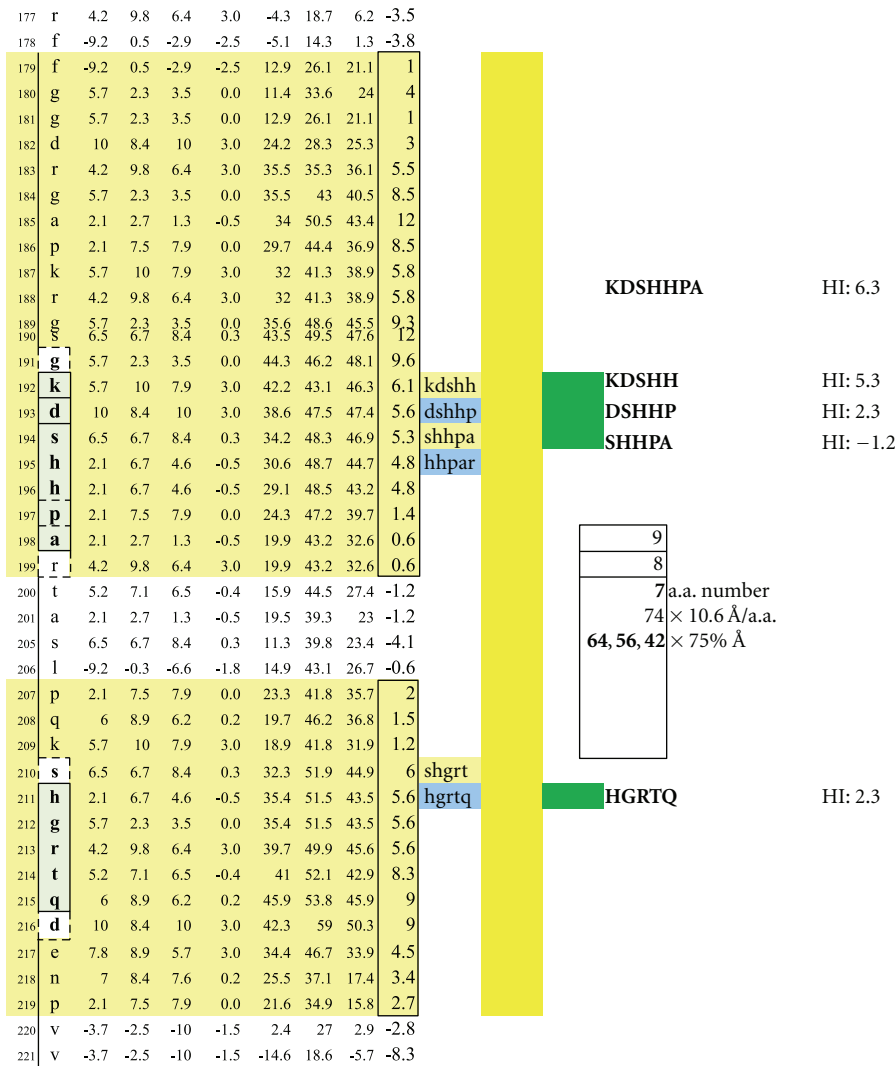 177 r 4.2 9.8 6.4 3.0 -4.3 18.7 6.2 -3.5
178 f -9.2 0.5 -2.9 -2.5 -5.1 14.3 1.3 -3.8
179 f -9.2 0.5 -2.9 -2.5 12.9 26.1 21.1 1
180 g 5.7 2.3 3.5 0.0 11.4 33.6 24 4
181 g 5.7 2.3 3.5 0.0 12.9 26.1 21.1 1
182 d 10 8.4 10 3.0 24.2 28.3 25.3 3
183 r 4.2 9.8 6.4 3.0 35.5 35.3 36.1 5.5
184 g 5.7 2.3 3.5 0.0 35.5 43 40.5 8.5
185 a 2.1 2.7 1.3 -0.5 34 50.5 43.4 12
186 p 2.1 7.5 7.9 0.0 29.7 44.4 36.9 8.5
187 k 5.7 10 7.9 3.0 32 41.3 38.9 5.8
188 r 4.2 9.8 6.4 3.0 32 41.3 38.9 5.8 KDSHHPA HI: 6.3
189 g 5.7 2.3 3.5 0.0 35.6 48.6 45.5 9.3
190 s 6.5 6.7 8.4 0.3 43.5 49.5 47.6 12
191 g 5.7 2.3 3.5 0.0 44.3 46.2 48.1 9.6
192 k 5.7 10 7.9 3.0 42.2 43.1 46.3 6.1 kdshh KDSHH HI: 5.3
193 d 10 8.4 10 3.0 38.6 47.5 47.4 5.6 dshhp DSHHP HI: 2.3
194 s 6.5 6.7 8.4 0.3 34.2 48.3 46.9 5.3 shhpa SHHPA HI: −1.2
195 h 2.1 6.7 4.6 -0.5 30.6 48.7 44.7 4.8 hhpar
196 h 2.1 6.7 4.6 -0.5 29.1 48.5 43.2 4.8
197 p 2.1 7.5 7.9 0.0 24.3 47.2 39.7 1.4
198 a 2.1 2.7 1.3 -0.5 19.9 43.2 32.6 0.6 9
199 r 4.2 9.8 6.4 3.0 19.9 43.2 32.6 0.6 8
200 t 5.2 7.1 6.5 -0.4 15.9 44.5 27.4 -1.2 7 a.a. number
201 a 2.1 2.7 1.3 -0.5 19.5 39.3 23 -1.2 74 × 10.6 Å/a.a.
205 s 6.5 6.7 8.4 0.3 11.3 39.8 23.4 -4.1 64, 56, 42 × 75% Å
206 l -9.2 -0.3 -6.6 -1.8 14.9 43.1 26.7 -0.6
207 p 2.1 7.5 7.9 0.0 23.3 41.8 35.7 2
208 q 6 8.9 6.2 0.2 19.7 46.2 36.8 1.5
209 k 5.7 10 7.9 3.0 18.9 41.8 31.9 1.2
210 s 6.5 6.7 8.4 0.3 32.3 51.9 44.9 6 shgrt
211 h 2.1 6.7 4.6 -0.5 35.4 51.5 43.5 5.6 hgrtq HGRTQ HI: 2.3
212 g 5.7 2.3 3.5 0.0 35.4 51.5 43.5 5.6
213 r 4.2 9.8 6.4 3.0 39.7 49.9 45.6 5.6
214 t 5.2 7.1 6.5 -0.4 41 52.1 42.9 8.3
215 q 6 8.9 6.2 0.2 45.9 53.8 45.9 9
216 d 10 8.4 10 3.0 42.3 59 50.3 9
217 e 7.8 8.9 5.7 3.0 34.4 46.7 33.9 4.5
218 n 7 8.4 7.6 0.2 25.5 37.1 17.4 3.4
219 p 2.1 7.5 7.9 0.0 21.6 34.9 15.8 2.7
220 v -3.7 -2.5 -10 -1.5 2.4 27 2.9 -2.8
221 v -3.7 -2.5 -10 -1.5 -14.6 18.6 -5.7 -8.3